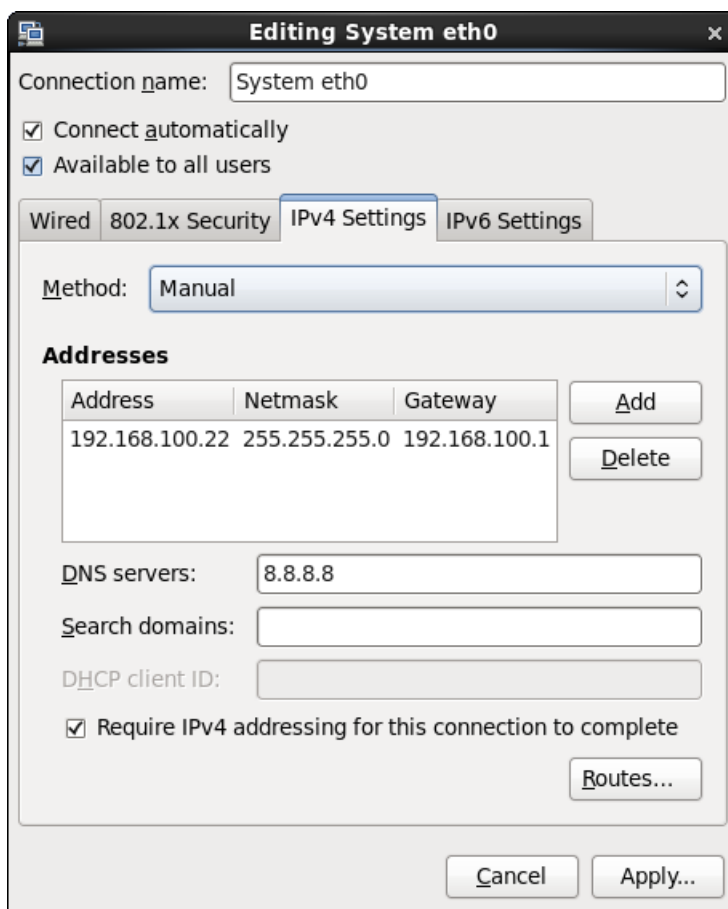 Editing System eth0
Connection name: System eth0
Connect automatically
Available to all users
Wired 802.1x Security IPv4 Settings IPv6 Settings
Method: Manual
Addresses
Address Netmask Gateway Add
192.168.100.22 255.255.255.0 192.168.100.1
Delete
DNS servers: 8.8.8.8
Search domains:
DHCP client ID:
Require IPv4 addressing for this connection to complete
Routes...
Cancel Apply...